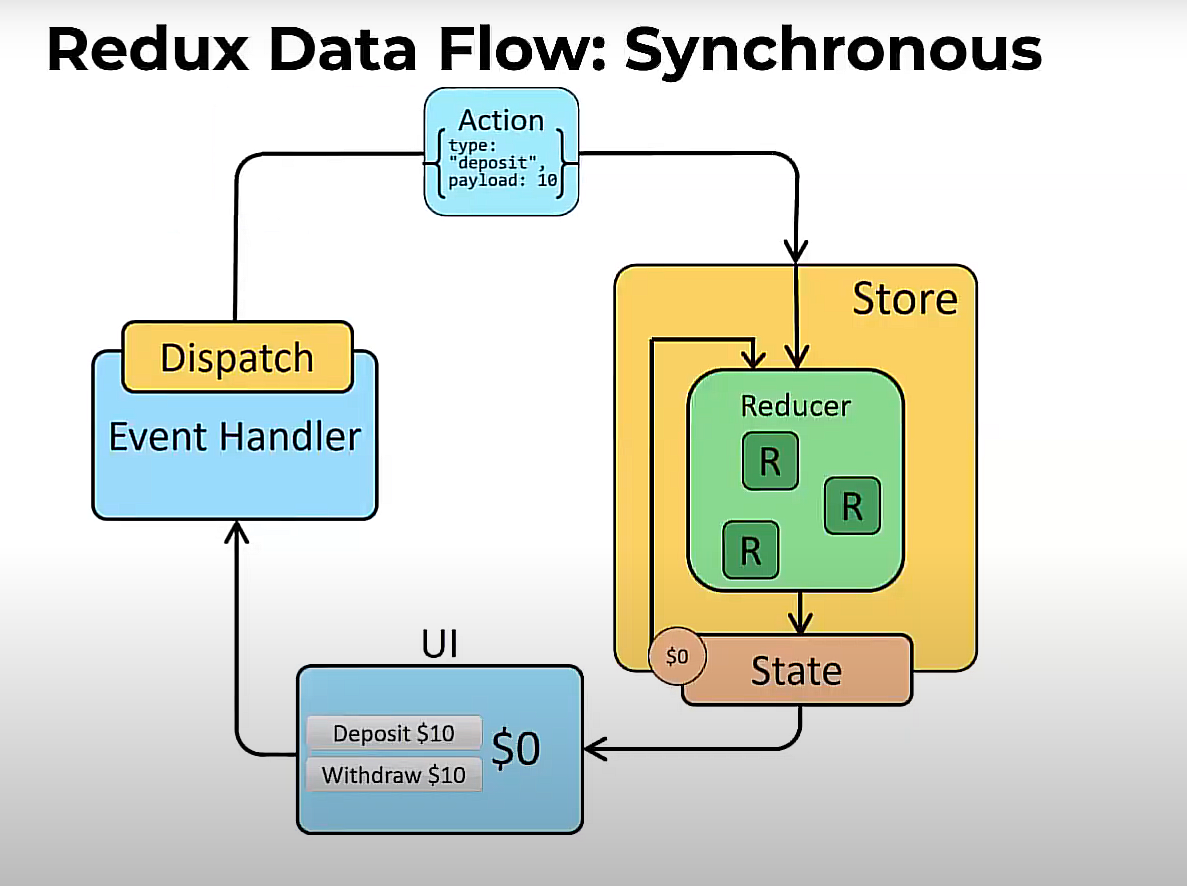 Redux Data Flow: Synchronous
Action
{ type:
"deposit",
payload: 10 }
Store
Dispatch
Event Handler
Reducer
R
R
R
$0
State
UI
Deposit $10
$0
Withdraw $10